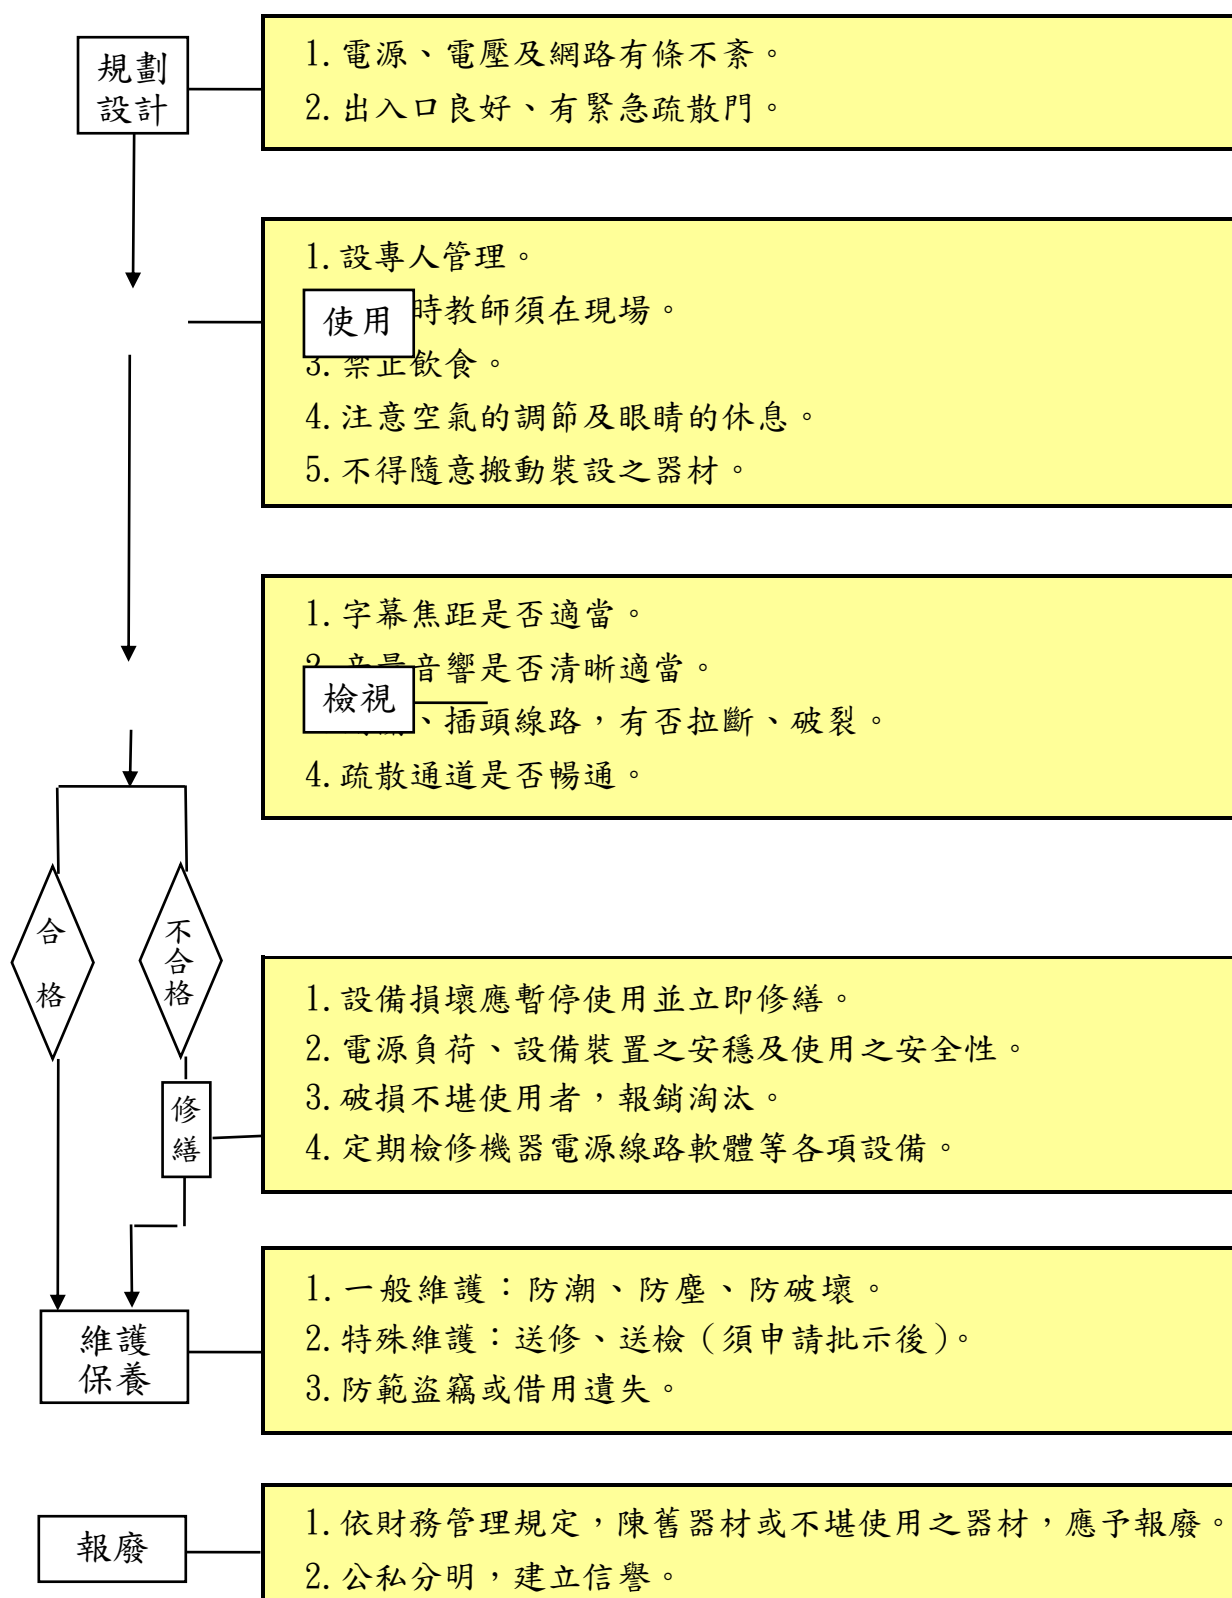 規劃
設計
1.電源、電壓及網路有條不紊。
2.出入口良好、有緊急疏散門。
使用
1.設專人管理。
時教師須在現場。
3.禁止飲食。
4.注意空氣的調節及眼睛的休息。
5.不得隨意搬動裝設之器材。
檢視
1.字幕焦距是否適當。
2.音量音響是否清晰適當。
、插頭線路，有否拉斷、破裂。
4.疏散通道是否暢通。
合格
不合格
修繕
1.設備損壞應暫停使用並立即修繕。
2.電源負荷、設備裝置之安穩及使用之安全性。
3.破損不堪使用者，報銷淘汰。
4.定期檢修機器電源線路軟體等各項設備。
維護
保養
1.一般維護：防潮、防塵、防破壞。
2.特殊維護：送修、送檢（須申請批示後）。
3.防範盜竊或借用遺失。
報廢
1.依財務管理規定，陳舊器材或不堪使用之器材，應予報廢。
2.公私分明，建立信譽。